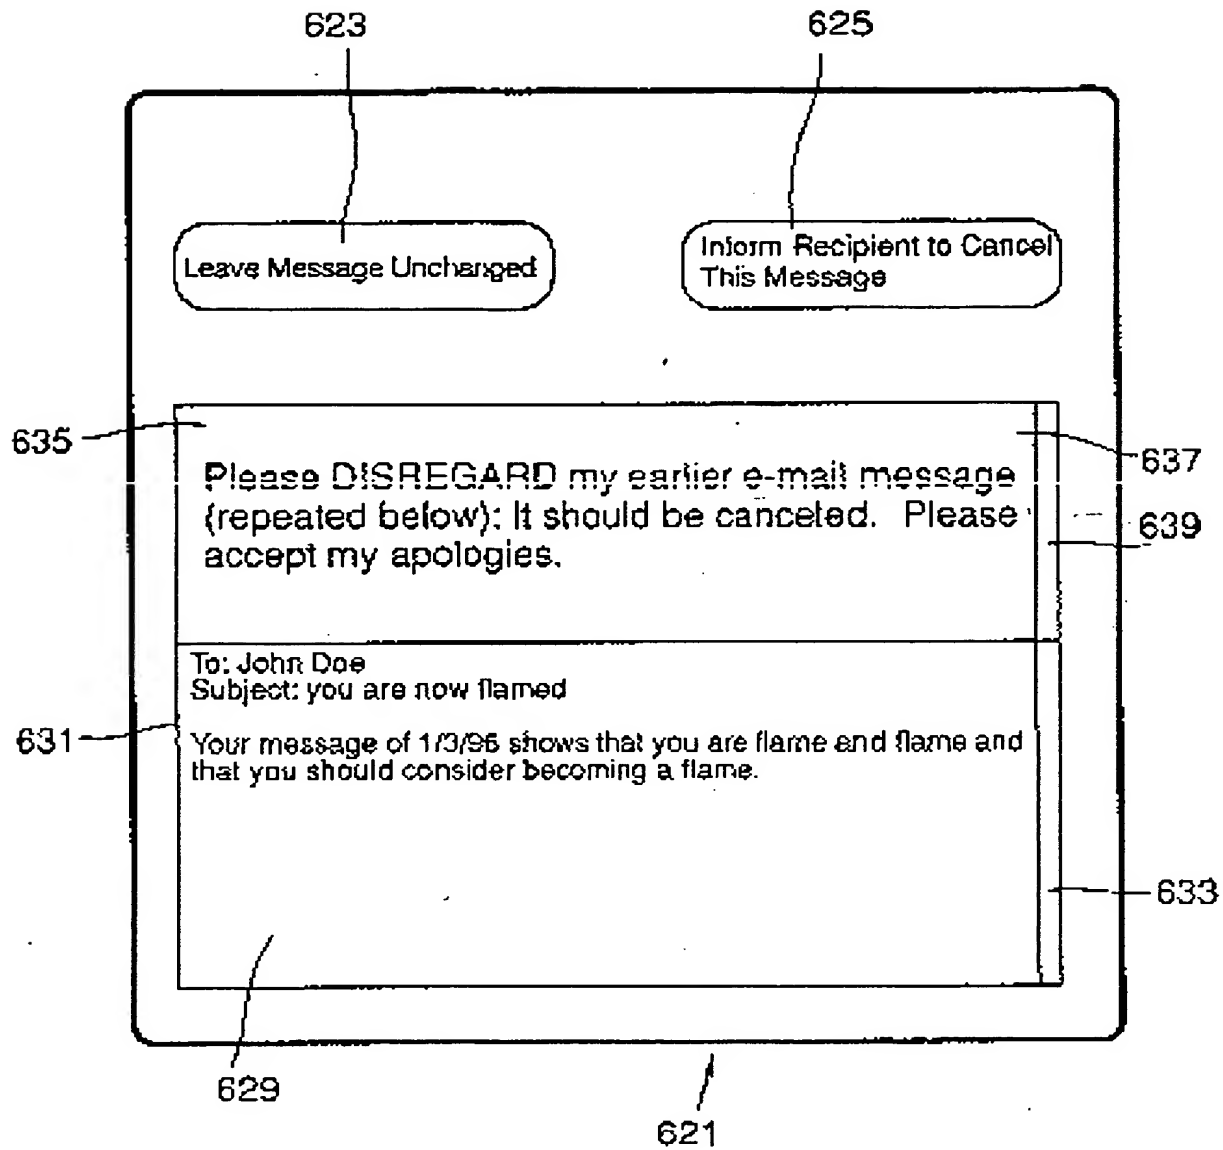 623
625
Leave Message Unchanged
Inform Recipient to Cancel
This Message
635
637
Please DISREGARD my earlier e-mail message
(repeated below): It should be canceled. Please
accept my apologies.
639
To: John Doe
Subject: you are now flamed
631
Your message of 1/3/96 shows that you are flame and flame and
that you should consider becoming a flame.
633
629
621